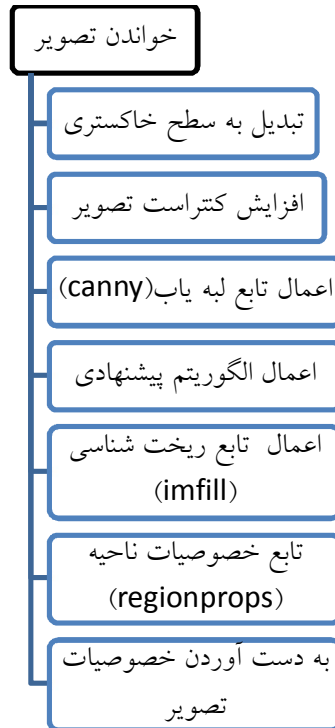 خواندن تصویر
تبدیل به سطح خاکستری
افزایش کنتراست تصویر
اعمال تابع لبه یاب(canny)
اعمال الگوریتم پیشنهادی
اعمال تابع ریخت شناسی
(imfill)
تابع خصوصیات ناحیه
(regionprops)
به دست آوردن خصوصیات
تصویر